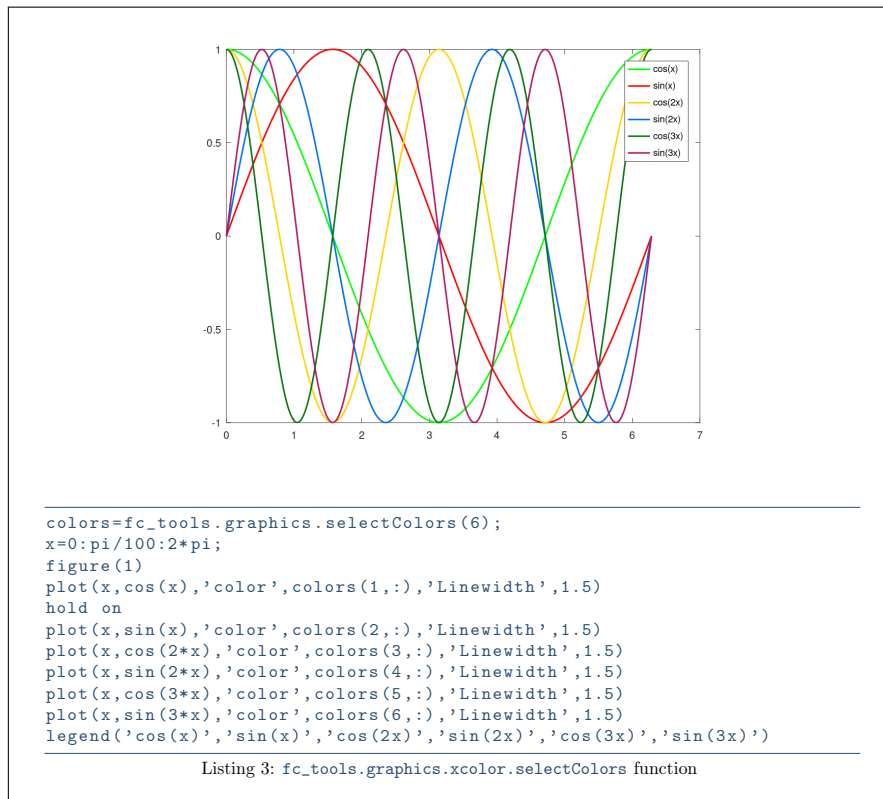 1
0.5
0
-0.5
-1
0 1 2 3 4 5 6 7
cos(x)
sin(x)
cos(2x)
sin(2x)
cos(3x)
sin(3x)
colors=fc_tools.graphics.selectColors(6);
x=0:pi/100:2*pi;
figure(1)
plot(x,cos(x),'color',colors(1,:),'Linewidth',1.5)
hold on
plot(x,sin(x),'color',colors(2,:),'Linewidth',1.5)
plot(x,cos(2*x),'color',colors(3,:),'Linewidth',1.5)
plot(x,sin(2*x),'color',colors(4,:),'Linewidth',1.5)
plot(x,cos(3*x),'color',colors(5,:),'Linewidth',1.5)
plot(x,sin(3*x),'color',colors(6,:),'Linewidth',1.5)
legend('cos(x)','sin(x)','cos(2x)','sin(2x)','cos(3x)','sin(3x)')
Listing 3: fc_tools.graphics.xcolor.selectColors function